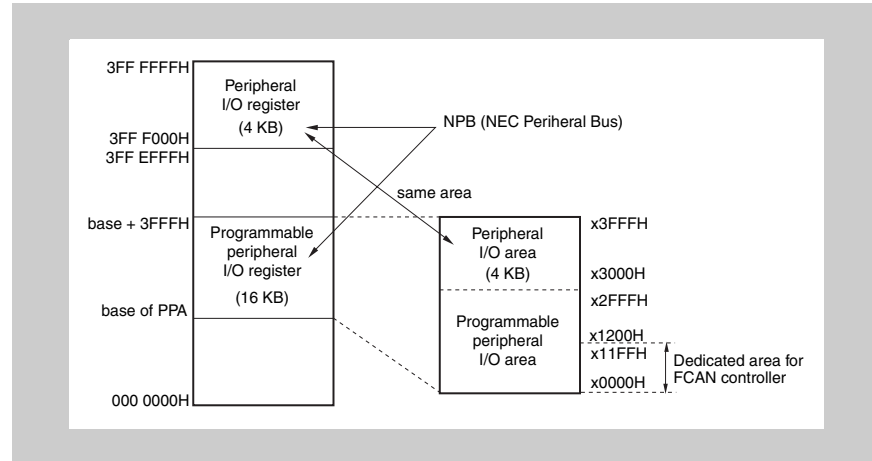 3FF FFFFH
Peripheral
I/O register
(4 KB)
3FF F000H
3FF EFFFH
NPB (NEC Periheral Bus)
same area
base + 3FFFH
Programmable
peripheral
I/O register
(16 KB)
base of PPA
000 0000H
Peripheral
I/O area
(4 KB)
Programmable
peripheral
I/O area
x3FFFH
x3000H
x2FFFH
x1200H
x11FFH
x0000H
Dedicated area for
FCAN controller